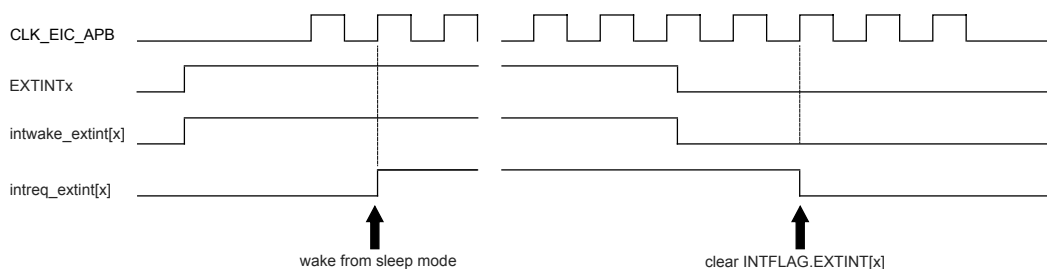 CLK_EIC_APB
EXTINTx
intwake_extint[x]
intreq_extint[x]
wake from sleep mode
clear INTFLAG.EXTINT[x]